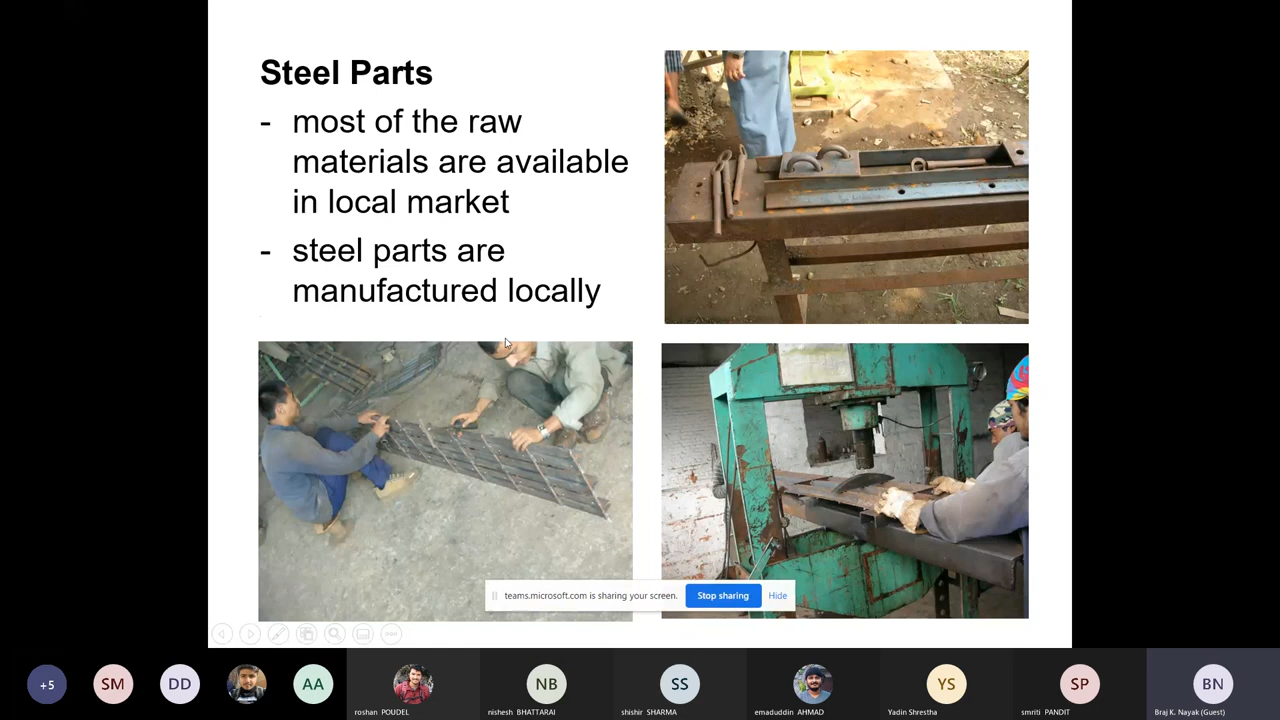 Steel Parts
- most of the raw
materials are available
in local market
- steel parts are
manufactured locally
teams.microsoft.com is sharing your screen.
Stop sharing
Hide
+5
SM
DD
AA
NB
SS
YS
SP
BN
roshan POUDEL
nishesh BHATTARAI
shishir SHARMA
emaduddin AHMAD
Yadin Shrestha
smriti PANDIT
Braj K. Nayak (Guest)